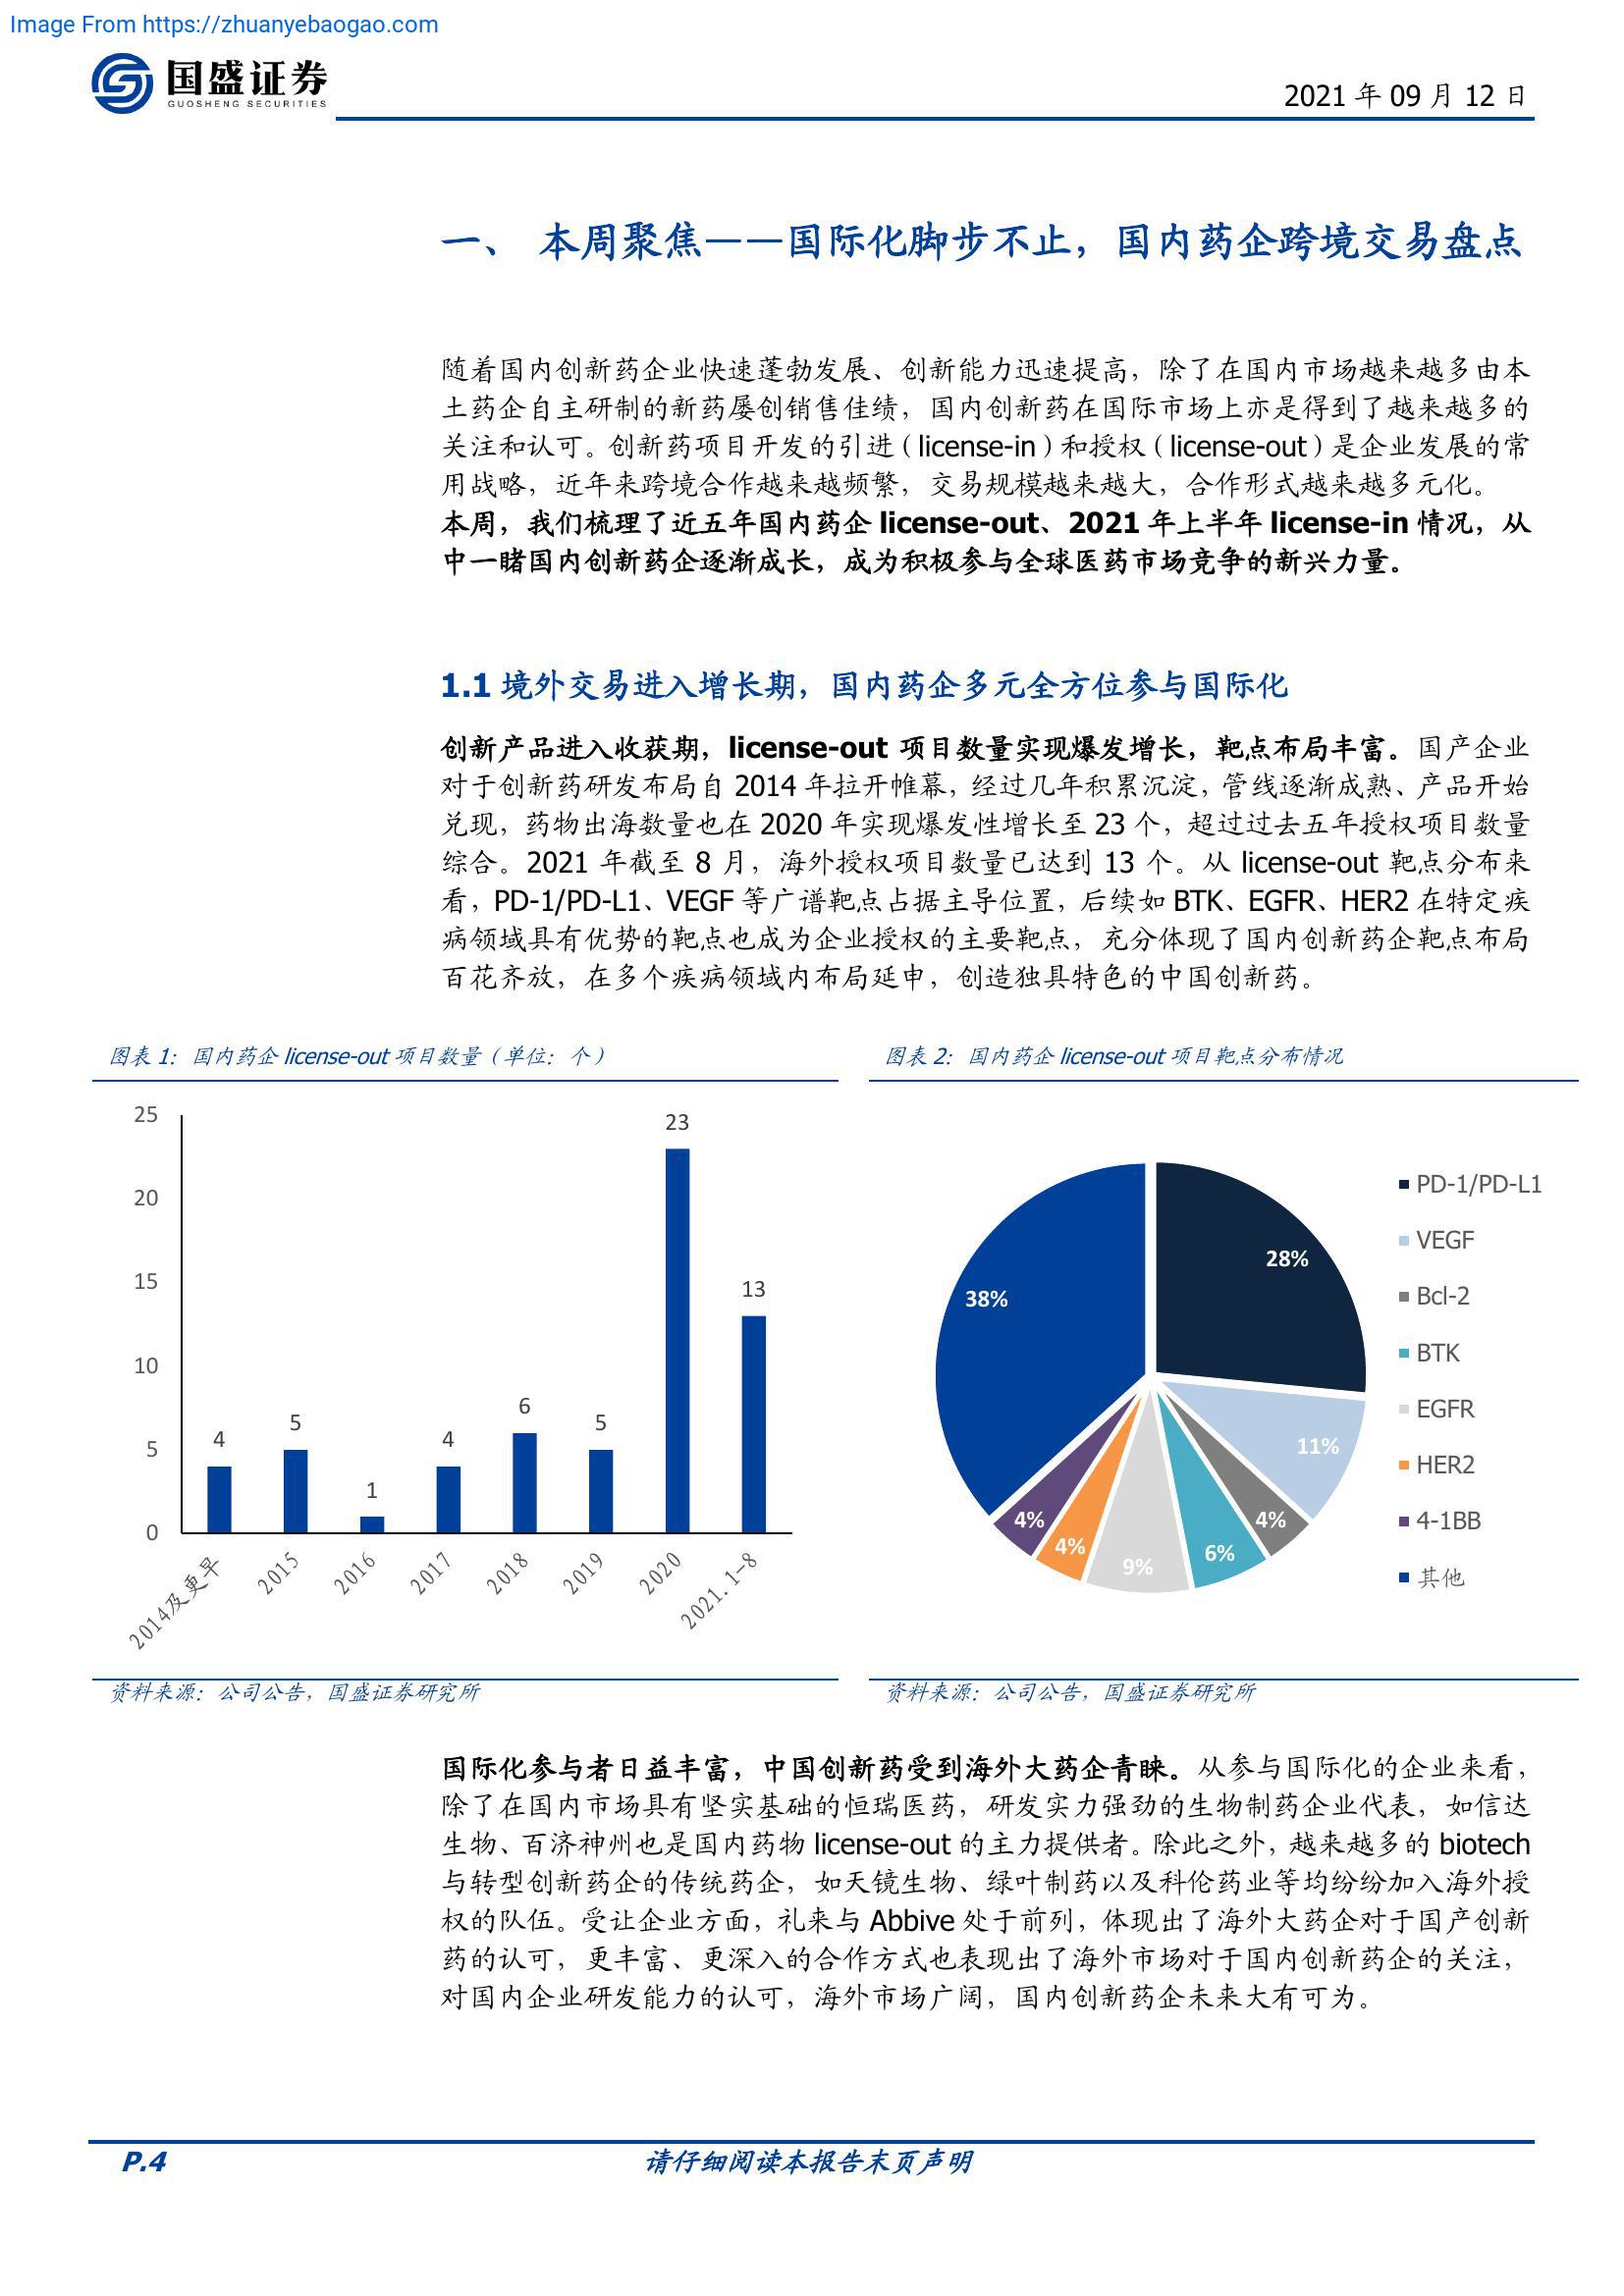 Image From https://zhuanyebaogao.com
国盛证券
GUOSHENG SECURITIES
2021 年 09 月 12 日
一、 本周聚焦——国际化脚步不止，国内药企跨境交易盘点
随着国内创新药企业快速蓬勃发展、创新能力迅速提高，除了在国内市场越来越多由本
土药企自主研制的新药屡创销售佳绩，国内创新药在国际市场上亦是得到了越来越多的
关注和认可。创新药项目开发的引进（license-in）和授权（license-out）是企业发展的常
用战略，近年来跨境合作越来越频繁，交易规模越来越大，合作形式越来越多元化。
本周，我们梳理了近五年国内药企 license-out、2021 年上半年 license-in 情况，从
中一睹国内创新药企逐渐成长，成为积极参与全球医药市场竞争的新兴力量。
1.1 境外交易进入增长期，国内药企多元全方位参与国际化
创新产品进入收获期，license-out 项目数量实现爆发增长，靶点布局丰富。国产企业
对于创新药研发布局自 2014 年拉开帷幕，经过几年积累沉淀，管线逐渐成熟、产品开始
兑现，药物出海数量也在 2020 年实现爆发性增长至 23 个，超过过去五年授权项目数量
综合。2021 年截至 8 月，海外授权项目数量已达到 13 个。从 license-out 靶点分布来
看，PD-1/PD-L1、VEGF 等广谱靶点占据主导位置，后续如 BTK、EGFR、HER2 在特定疾
病领域具有优势的靶点也成为企业授权的主要靶点，充分体现了国内创新药企靶点布局
百花齐放，在多个疾病领域内布局延申，创造独具特色的中国创新药。
图表 1：国内药企 license-out 项目数量（单位：个）
25
20
15
10
5
0
4
5
1
4
6
5
23
13
2014及更早
2015
2016
2017
2018
2019
2020
2021.1-8
资料来源：公司公告，国盛证券研究所
图表 2：国内药企 license-out 项目靶点分布情况
28%
11%
4%
6%
9%
4%
4%
38%
PD-1/PD-L1
VEGF
Bcl-2
BTK
EGFR
HER2
4-1BB
其他
资料来源：公司公告，国盛证券研究所
国际化参与者日益丰富，中国创新药受到海外大药企青睐。从参与国际化的企业来看，
除了在国内市场具有坚实基础的恒瑞医药，研发实力强劲的生物制药企业代表，如信达
生物、百济神州也是国内药物 license-out 的主力提供者。除此之外，越来越多的 biotech
与转型创新药企的传统药企，如天镜生物、绿叶制药以及科伦药业等均纷纷加入海外授
权的队伍。受让企业方面，礼来与 Abbive 处于前列，体现出了海外大药企对于国产创新
药的认可，更丰富、更深入的合作方式也表现出了海外市场对于国内创新药企的关注，
对国内企业研发能力的认可，海外市场广阔，国内创新药企未来大有可为。
P.4
请仔细阅读本报告末页声明